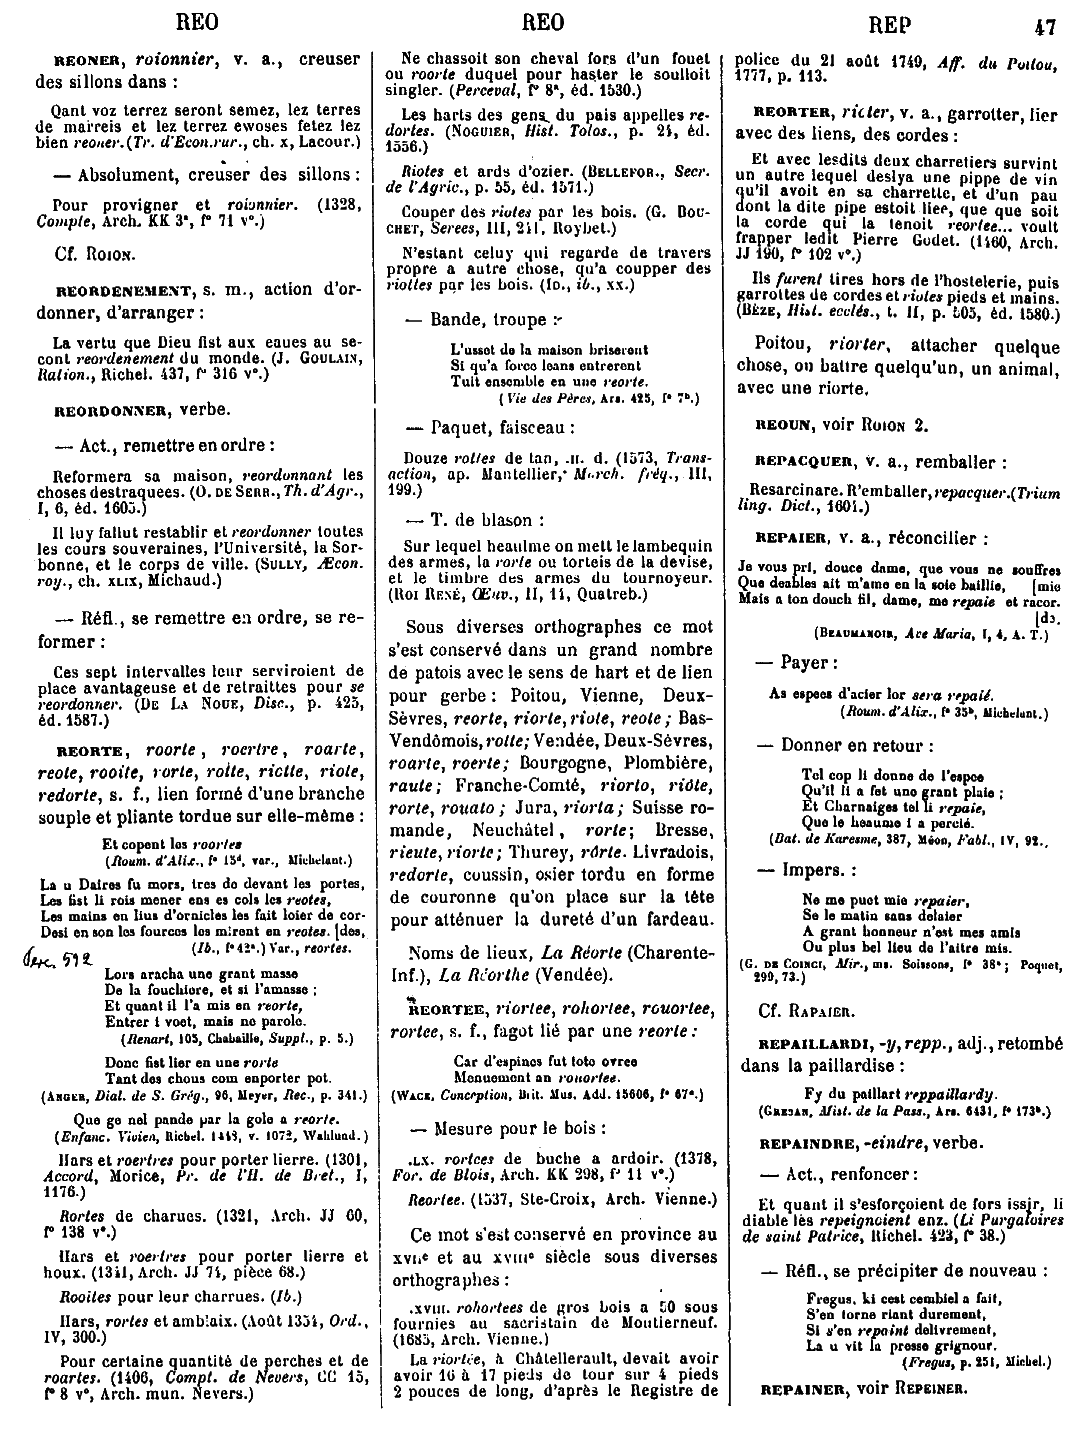 REO
REO
REP
47
REONER, roionnier, v. a., creuser
des sillons dans :
Qant voz terrez seront semez, lez terres
de mairreis et lez terrez ewoses fetez lez
bien reoner. (Tr. d'Econ. rur., ch. x, Lacour.)
— Absolument, creuser des sillons :
Pour provigner et roionnier. (1328,
Compte, Arch. KK 3ª, f° 71 v°.)
Cf. ROION.
REORDENEMENT, s. m., action d'or-
donner, d'arranger :
La vertu que Dieu fist aux eaues au se-
cont reordenement du monde. (J. GOULAIN,
Ration., Richel. 437, f° 316 v°.)
REORDONNER, verbe.
— Act., remettre en ordre :
Reformera sa maison, reordonnant les
choses destraquees. (O. DE SERR., Th. d'Agr.,
I, 6, éd. 1605.)
Il luy fallut restablir et reordonner toutes
les cours souveraines, l'Université, la Sor-
bonne, et le corps de ville. (SULLY, Æcon.
roy., ch. XLIX, Michaud.)
— Réfl., se remettre en ordre, se re-
former :
Ces sept intervalles leur serviroient de
place avantageuse et de retraittes pour se
reordonner. (DE LA NOUE, Disc., p. 425,
éd. 1587.)
REORTE, roorte, roertre, roarte,
reote, rooite, rorte, rotte, riotte, riole,
redorte, s. f., lien formé d'une branche
souple et pliante tordue sur elle-même :
Et copent los roortes
(Roum. d'Alix., f° 15d, var., Michelant.)
La u Daires fu mors, tres de devant les portes,
Les fist li rois mener ens es cols les reotes,
Les mains en lius d'ornicles les fait loier de cor-
Desi en son les fources les mirent en reotes. [des,
(Ib., f° 42ª.) Var., reortes.
Lors aracha une grant masse
De la fouchiore, et si l'amasse ;
Et quant il l'a mis en reorte,
Entrer i voet, mais ne parole.
(Renart, 105, Chabaille, Suppl., p. 5.)
Donc fist lier en une rorte
Tant des chous com enporter pot.
(ANGER, Dial. de S. Grég., 96, Meyer, Rec., p. 341.)
Que ge nel pande par la gole a reorte.
(Enfanc. Vivien, Richel. 1448, v. 1072, Wahlund.)
Hars et roertres pour porter lierre. (1301,
Accord, Morice, Pr. de l'H. de Bret., I,
1176.)
Rortes de charues. (1321, Arch. JJ 60,
f° 138 v°.)
Hars et roertres pour porter lierre et
houx. (1341, Arch. JJ 74, pièce 68.)
Rooites pour leur charrues. (Ib.)
Hars, rortes et amblaix. (Août 1354, Ord.,
IV, 300.)
Pour certaine quantité de perches et de
roartes. (1406, Compt. de Nevers, CC 15,
f° 8 v°, Arch. mun. Nevers.)
Ne chassoit son cheval fors d'un fouet
ou roorte duquel pour haster le soulloit
singler. (Perceval, f° 8ª, éd. 1530.)
Les harts des gens du pais appelles re-
dortes. (NOGUIER, Hist. Tolos., p. 24, éd.
1556.)
Riotes et ards d'ozier. (BELLEFOR., Secr.
de l'Agric., p. 55, éd. 1571.)
Couper des riotes par les bois. (G. BOU-
CHET, Serees, III, 241, Roybet.)
N'estant celuy qui regarde de travers
propre a autre chose, qu'a coupper des
riottes par les bois. (ID., ib., XX.)
— Bande, troupe :
L'ussot de la maison briserent
Si qu'a force leans entrerent
Tuit ensemble en une reorte.
(Vie des Pères, Ars. 425, f° 7b.)
— Paquet, faisceau :
Douze rottes de tan, .II. d. (1573, Trans-
action, ap. Mantellier, March. fréq., III,
199.)
— T. de blason :
Sur lequel heaulme on mett le lambequin
des armes, la rorte ou torteis de la devise,
et le timbre des armes du tournoyeur.
(ROI RENÉ, Œuv., II, 14, Quatreb.)
Sous diverses orthographes ce mot
s'est conservé dans un grand nombre
de patois avec le sens de hart et de lien
pour gerbe : Poitou, Vienne, Deux-
Sèvres, reorte, riorte, riote, reote ; Bas-
Vendômois, rotte ; Vendée, Deux-Sèvres,
roarte, roerte ; Bourgogne, Plombière,
raute ; Franche-Comté, riorto, riôte,
rorte, rouato ; Jura, riorta ; Suisse ro-
mande, Neuchâtel, rorte ; Bresse,
rieute, riorte ; Thurey, rôrte. Livradois,
redorte, coussin, osier tordu en forme
de couronne qu'on place sur la tête
pour atténuer la dureté d'un fardeau.
Noms de lieux, La Réorte (Charente-
Inf.), La Réorthe (Vendée).
REORTEE, riortee, rohortee, rouortee,
rortee, s. f., fagot lié par une reorte :
Car d'espines fut tote ovree
Menuement an rouortee.
(WACE, Conception, Brit. Mus. Add. 15606, f° 67ª.)
— Mesure pour le bois :
.LX. rortees de buche a ardoir. (1378,
For. de Blois, Arch. KK 298, f° 11 v°.)
Reortee. (1537, Ste-Croix, Arch. Vienne.)
Ce mot s'est conservé en province au
XVIIe et au XVIIIe siècle sous diverses
orthographes :
.XVIII. rohortees de gros bois a 50 sous
fournies au sacristain de Moutierneuf.
(1685, Arch. Vienne.)
La riortée, à Châtellerault, devait avoir
avoir 16 à 17 pieds de tour sur 4 pieds
2 pouces de long, d'après le Registre de
police du 21 août 1749, Aff. du Poitou,
1777, p. 113.
REORTER, rioter, v. a., garrotter, lier
avec des liens, des cordes :
Et avec lesdits deux charretiers survint
un autre lequel deslya une pippe de vin
qu'il avoit en sa charrette, et d'un pau
dont la dite pipe estoit liee, que que soit
la corde qui la tenoit reortee... voult
frapper ledit Pierre Gudet. (1460, Arch.
JJ 190, f° 102 v°.)
Ils furent tires hors de l'hostelerie, puis
garrottes de cordes et riotes pieds et mains.
(BÈZE, Hist. ecclés., t. II, p. 505, éd. 1580.)
Poitou, riorter, attacher quelque
chose, ou battre quelqu'un, un animal,
avec une riorte.
REOUN, voir ROION 2.
REPACQUER, v. a., remballer :
Resarcinare. R'emballer, repacquer. (Trium
ling. Dict., 1604.)
REPAIER, v. a., réconcilier :
Je vous pri, douce dame, que vous ne souffres
Que deables ait m'ame en la soie baillie, [mie
Mais a ton douch fil, dame, me repaie et racor.
[de.
(BEAUMANOIR, Ave Maria, I, 4, A. T.)
— Payer :
As espees d'acier lor sera repaié.
(Roum. d'Alix., f° 35b, Michelant.)
— Donner en retour :
Tel cop li donne de l'espee
Qu'il li a fet une grant plaie ;
Et Charnaiges tel li repaie,
Que le heaume i a percié.
(Bat. de Karesme, 387, Méon, Fabl., IV, 92.,
— Impers. :
Ne me puet mie repaier,
Se le matin sans delaier
A grant honneur n'est mes amis
Ou plus bel lieu de l'aitre mis.
(G. DE COINCI, Mir., ms. Soissons, f° 38ª ; Poquet,
299, 73.)
Cf. RAPAIER.
REPAILLARDI, -y, repp., adj., retombé
dans la paillardise :
Fy du paillart reppaillardy.
(GREBAN, Mist. de la Pass., Ars. 6431, f° 173b.)
REPAINDRE, -eindre, verbe.
— Act., renfoncer :
Et quant il s'esforçoient de fors issir, li
diable les repeignoient enz. (Li Purgatoires
de saint Patrice, Richel. 423, f° 38.)
— Réfl., se précipiter de nouveau :
Fregus, ki cest cembiel a fait,
S'en torne riant durement,
Si s'en repaint delivrement,
La u vit la presse grignour.
(Fregus, p. 251, Michel.)
REPAINER, voir REPEINER.